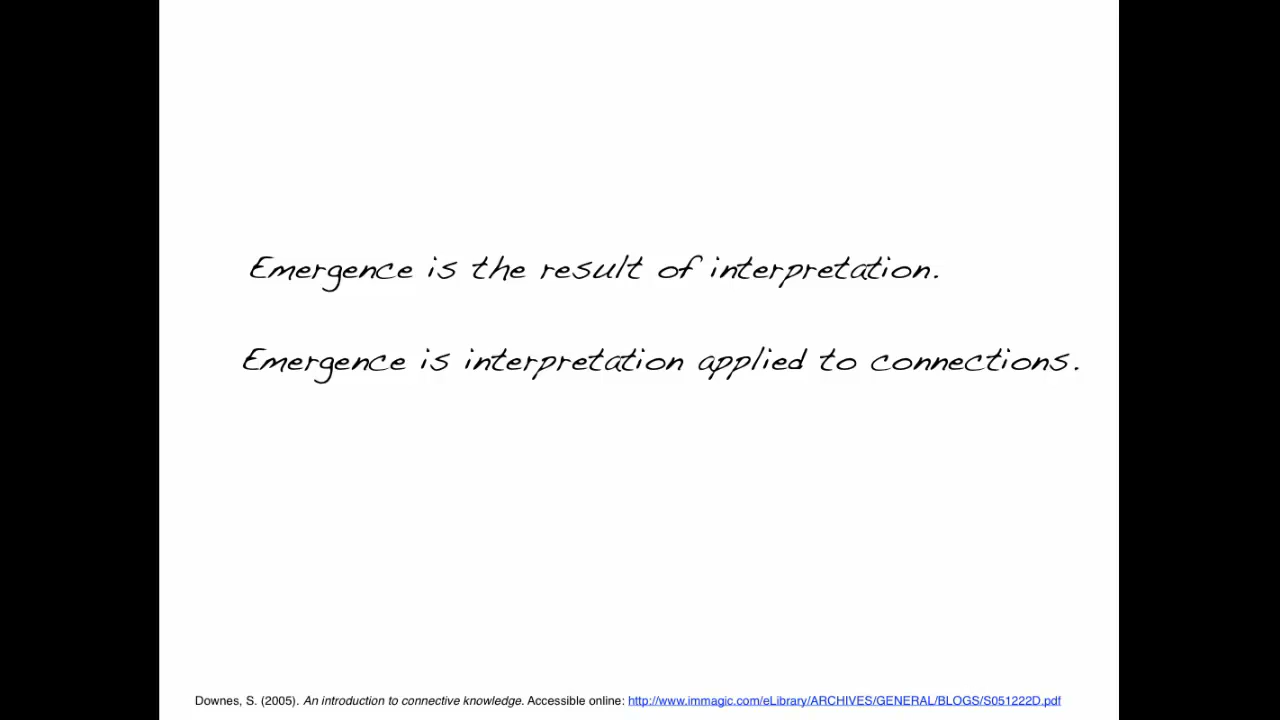 Emergence is the result of interpretation.
Emergence is interpretation applied to connections.
Downes, S. (2005). An introduction to connective knowledge. Accessible online: http://www.immagic.com/eLibrary/ARCHIVES/GENERAL/BLOGS/S051222D.pdf